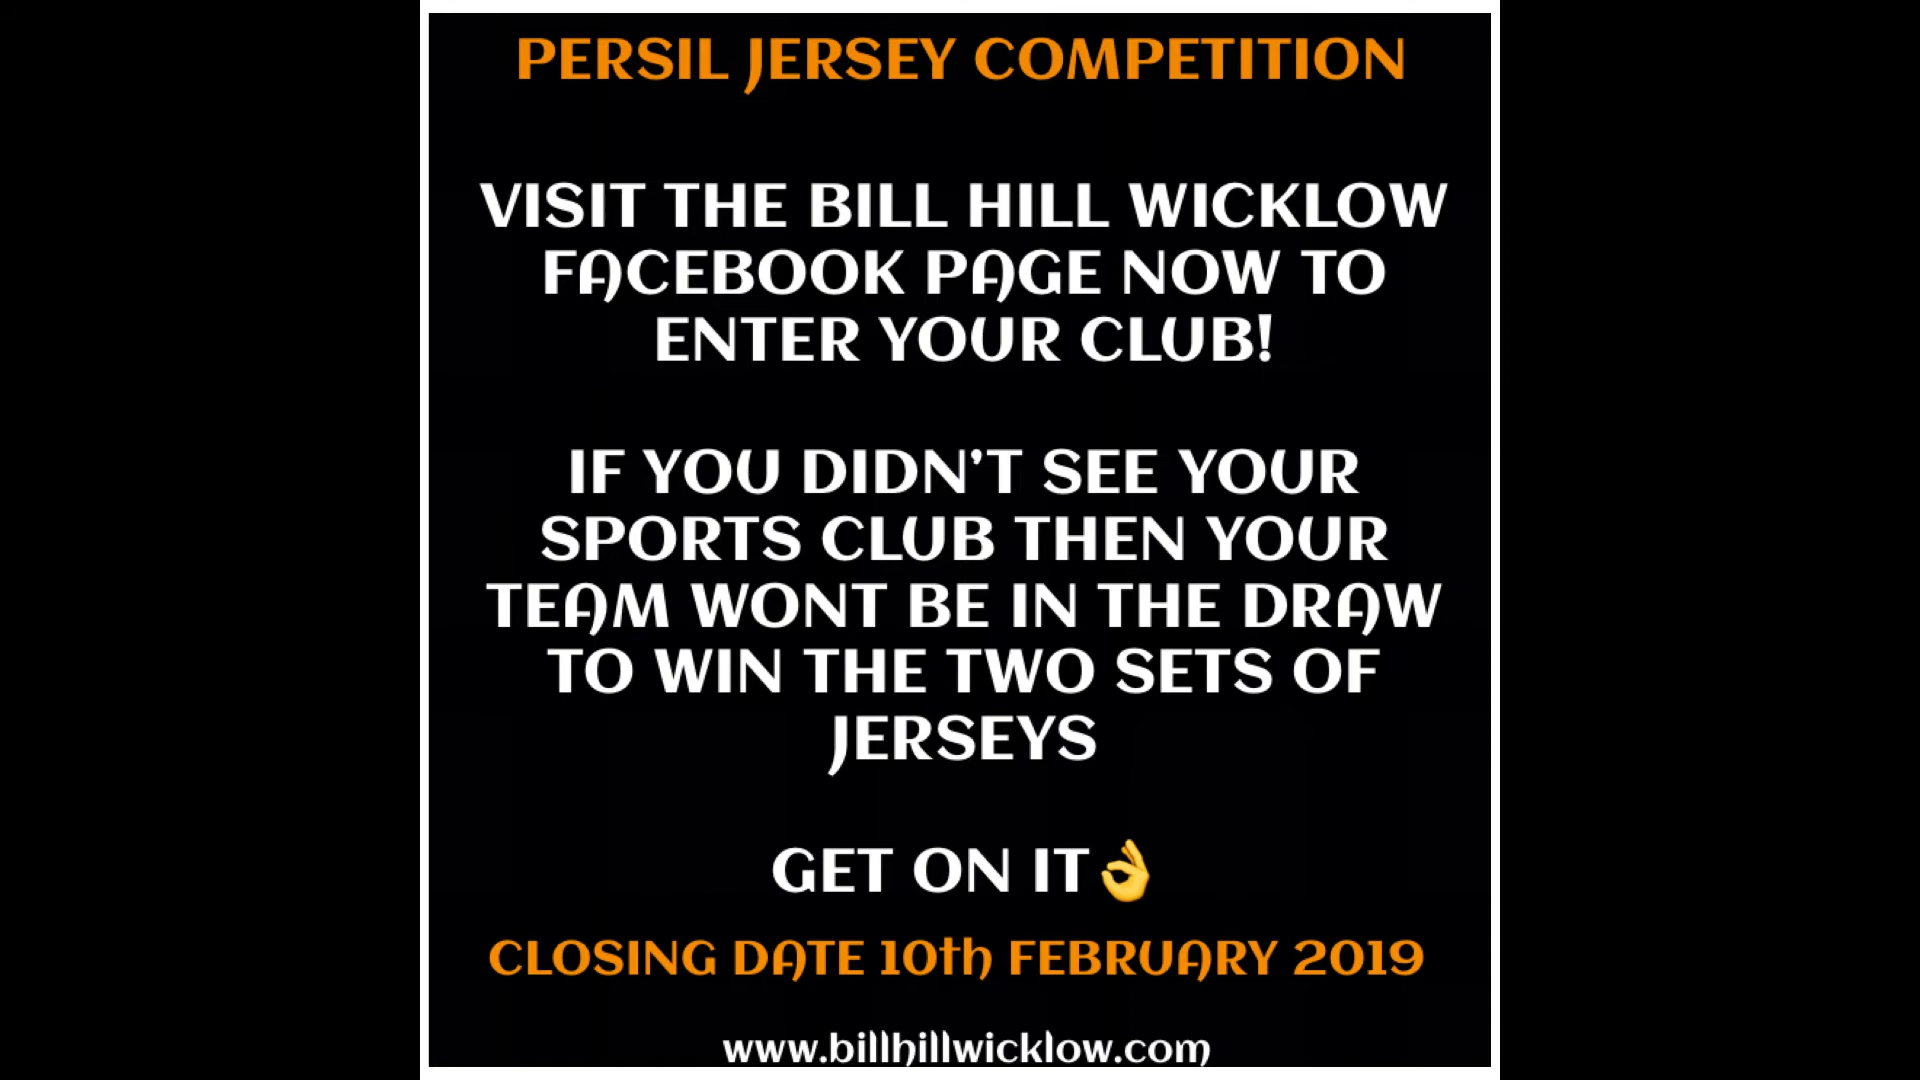 PERSIL JERSEY COMPETITION
VISIT THE BILL HILL WICKLOW
FACEBOOK PAGE NOW TO
ENTER YOUR CLUB!
IF YOU DIDN'T SEE YOUR
SPORTS CLUB THEN YOUR
TEAM WONT BE IN THE DRAW
TO WIN THE TWO SETS OF
JERSEYS
GET ON IT👌
CLOSING DATE 10th FEBRUARY 2019
www.billhillwicklow.com